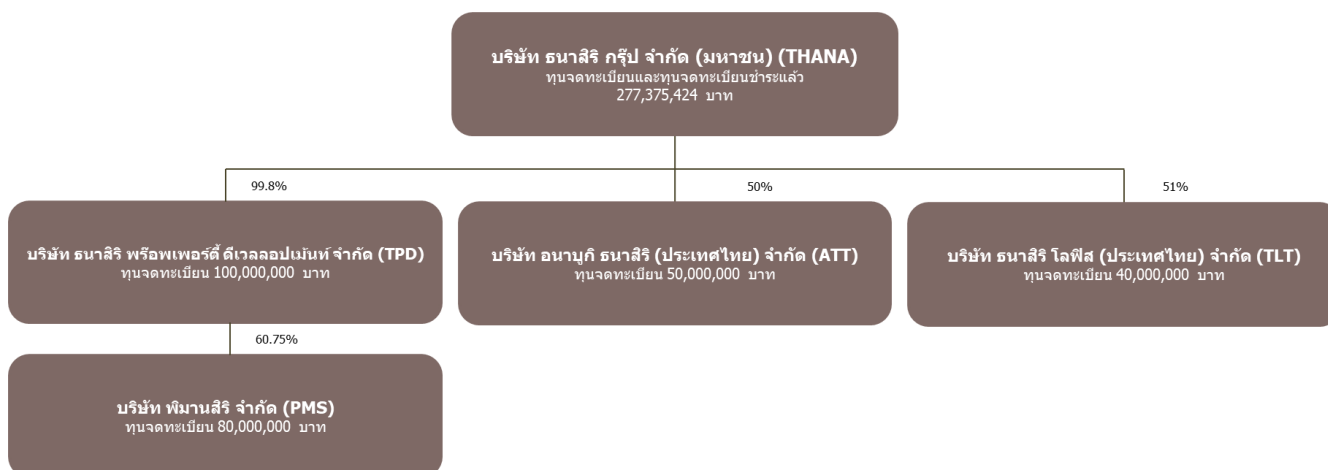 บริษัท ธนาสิริ กรุ๊ป จำกัด (มหาชน) (THANA)
ทุนจดทะเบียนและทุนจดทะเบียนชำระแล้ว
277,375,424 บาท
99.8%
50%
51%
บริษัท ธนาสิริ พร๊อพเพอร์ตี้ ดีเวลลอปเม้นท์ จำกัด (TPD)
ทุนจดทะเบียน 100,000,000 บาท
บริษัท อนาบูกิ ธนาสิริ (ประเทศไทย) จำกัด (ATT)
ทุนจดทะเบียน 50,000,000 บาท
บริษัท ธนาสิริ โลฟิส (ประเทศไทย) จำกัด (TLT)
ทุนจดทะเบียน 40,000,000 บาท
60.75%
บริษัท พิมานสิริ จำกัด (PMS)
ทุนจดทะเบียน 80,000,000 บาท